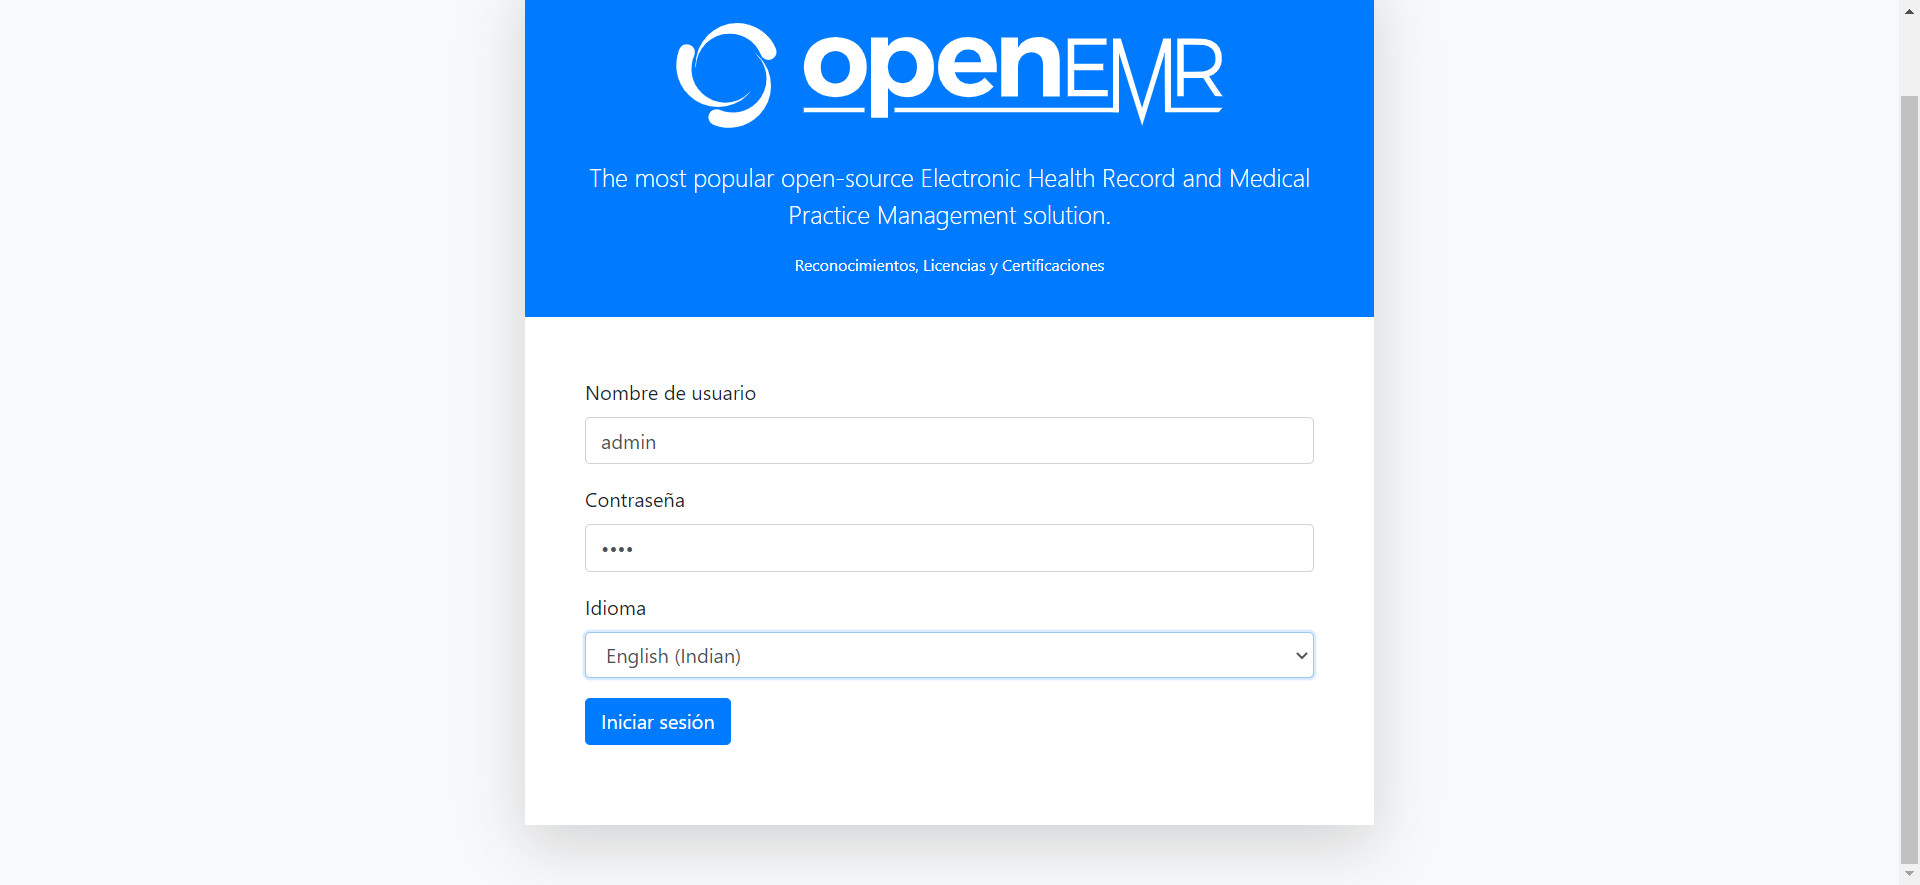 openEMR
The most popular open-source Electronic Health Record and Medical
Practice Management solution.
Reconocimientos, Licencias y Certificaciones
Nombre de usuario
admin
Contraseña
••••
Idioma
English (Indian)
Iniciar sesión